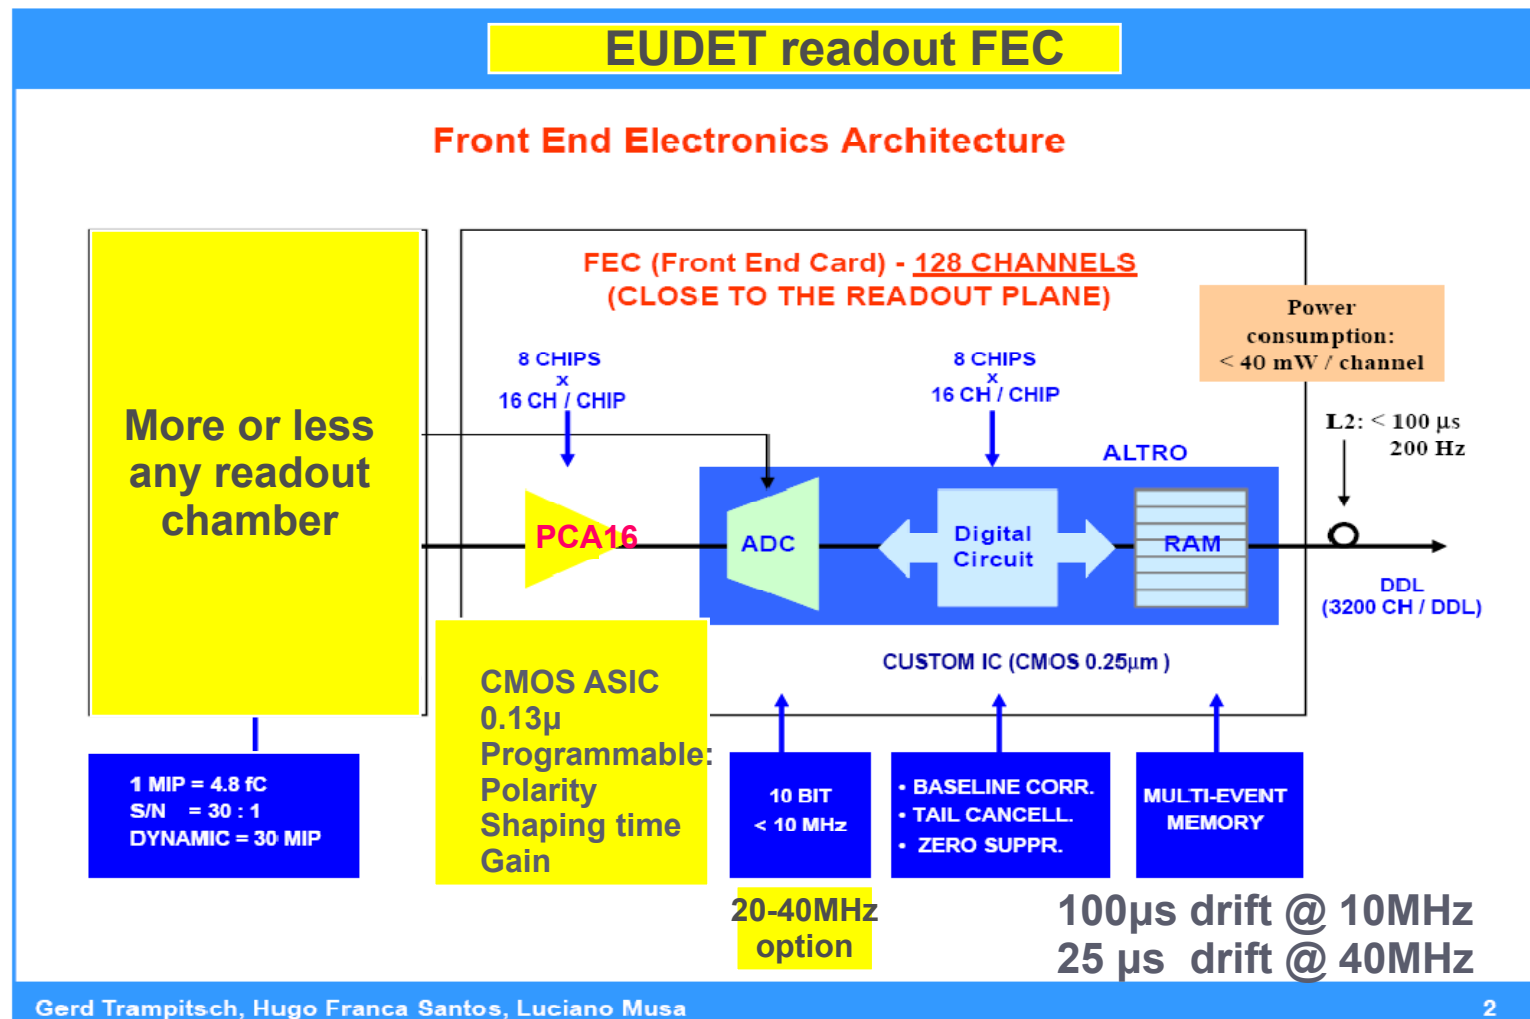 EUDET readout FEC
Front End Electronics Architecture
FEC (Front End Card) - 128 CHANNELS
(CLOSE TO THE READOUT PLANE)
Power
consumption:
< 40 mW / channel
8 CHIPS
x
16 CH / CHIP
8 CHIPS
x
16 CH / CHIP
More or less
any readout
chamber
L2: < 100 µs
200 Hz
ALTRO
PCA16
ADC
Digital
Circuit
RAM
DDL
(3200 CH / DDL)
CUSTOM IC (CMOS 0.25µm )
CMOS ASIC
0.13µ
Programmable:
Polarity
Shaping time
Gain
1 MIP = 4.8 fC
S/N = 30 : 1
DYNAMIC = 30 MIP
10 BIT
< 10 MHz
• BASELINE CORR.
• TAIL CANCELL.
• ZERO SUPPR.
MULTI-EVENT
MEMORY
20-40MHz
option
100µs drift @ 10MHz
25 µs drift @ 40MHz
Gerd Trampitsch, Hugo Franca Santos, Luciano Musa
2